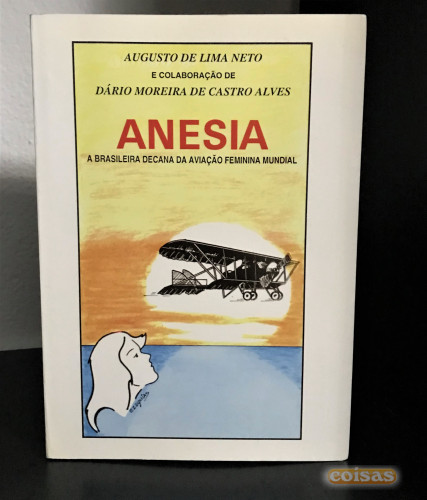 AUGUSTO DE LIMA NETO
E COLABORAÇÃO DE
DÁRIO MOREIRA DE CASTRO ALVES
ANESIA
A BRASILEIRA DECANA DA AVIAÇÃO FEMININA MUNDIAL
coisas